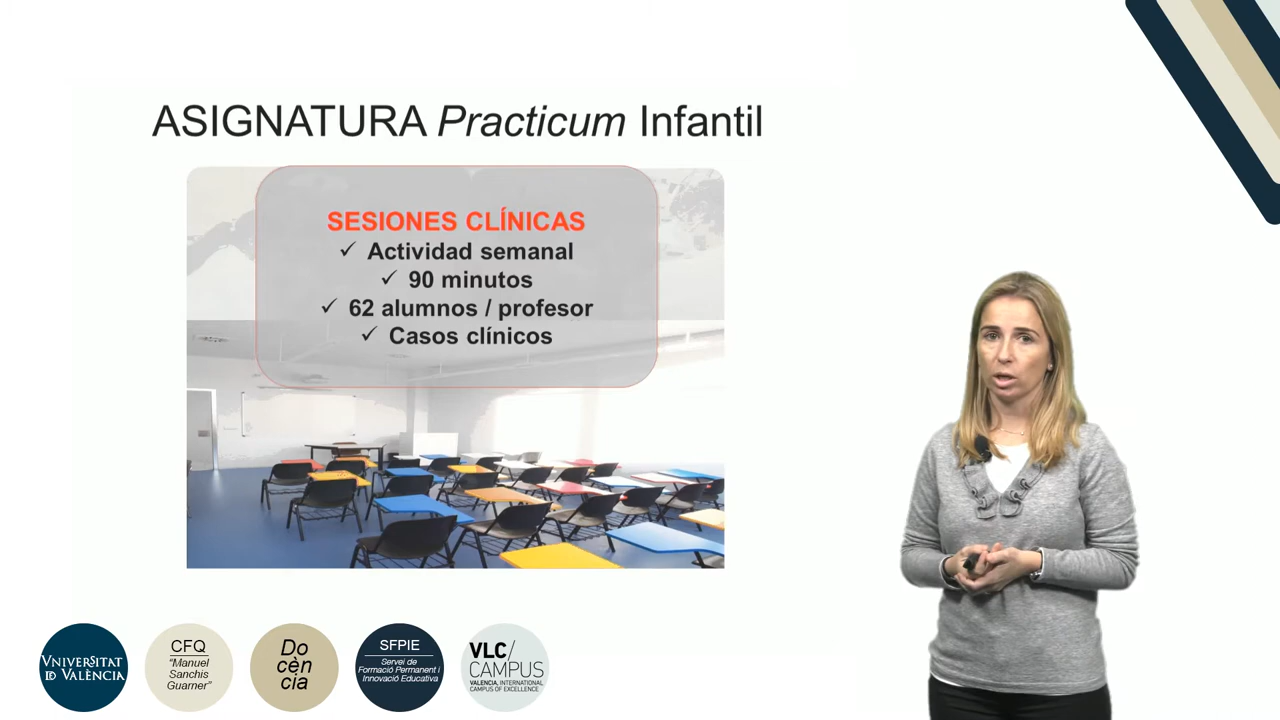 ASIGNATURA Practicum Infantil
SESIONES CLÍNICAS
✓ Actividad semanal
✓ 90 minutos
✓ 62 alumnos / profesor
✓ Casos clínicos
VNIVERSITAT
ID VALÈNCIA
CFQ
“Manuel
Sanchis
Guarner”
Do
cèn
cia
SFPIE
Servei de
Formació Permanent i
Innovació Educativa
VLC/
CAMPUS
VALENCIA, INTERNATIONAL
CAMPUS OF EXCELLENCE